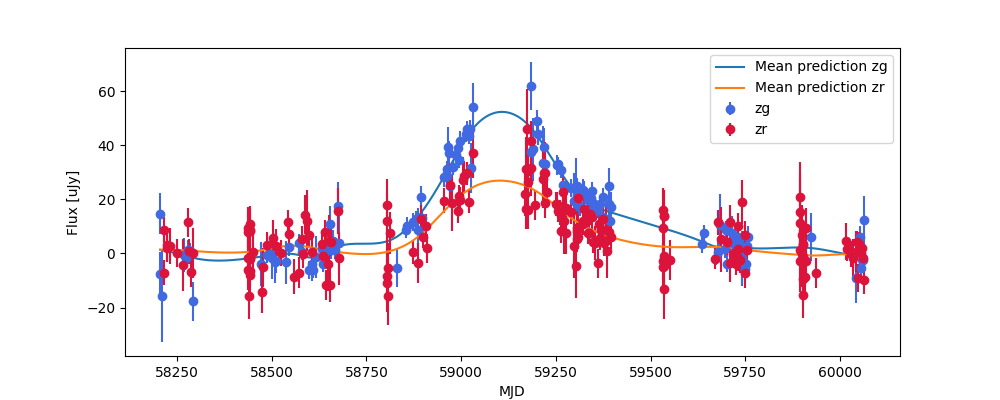 Mean prediction zg
Mean prediction zr
zg
zr
Flux [uJy]
60
40
20
0
−20
58250 58500 58750 59000 59250 59500 59750 60000
MJD